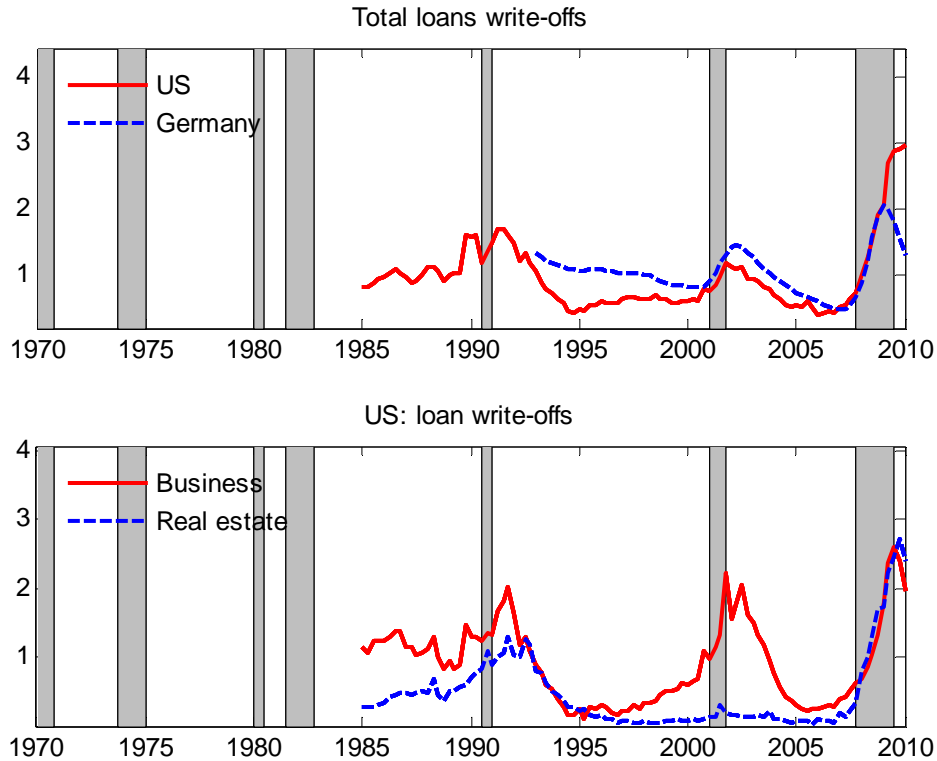 Total loans write-offs
4
US
Germany
3
2
1
1970 1975 1980 1985 1990 1995 2000 2005 2010
US: loan write-offs
4
Business
Real estate
3
2
1
1970 1975 1980 1985 1990 1995 2000 2005 2010